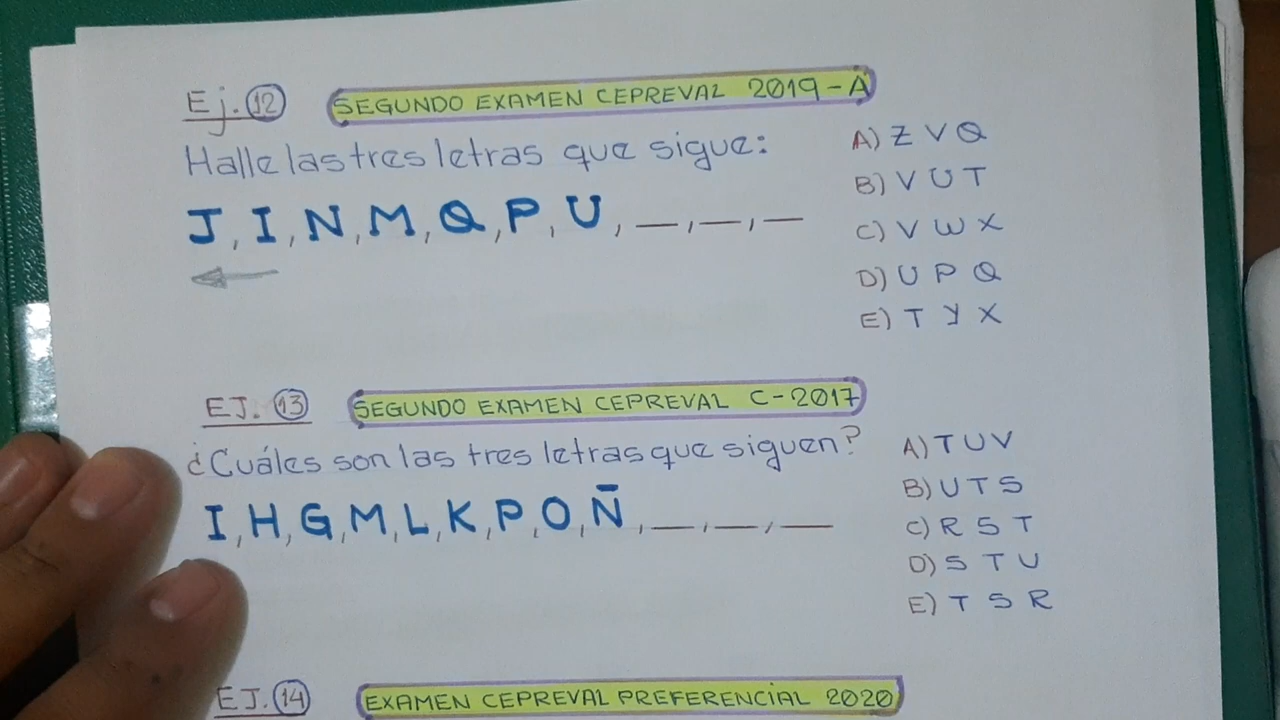 Ej. 12 SEGUNDO EXAMEN CEPREVAL 2019-A
Halle las tres letras que sigue:
J, I, N, M, Q, P, U, __, __, __
A) Z V Q
B) V U T
C) V W X
D) U P Q
E) T Y X
EJ. 13 SEGUNDO EXAMEN CEPREVAL C-2017
¿Cuáles son las tres letras que siguen?
I, H, G, M, L, K, P, O, Ñ, __, __, __
A) T U V
B) U T S
C) R S T
D) S T U
E) T S R
EJ. 14 EXAMEN CEPREVAL PREFERENCIAL 2020